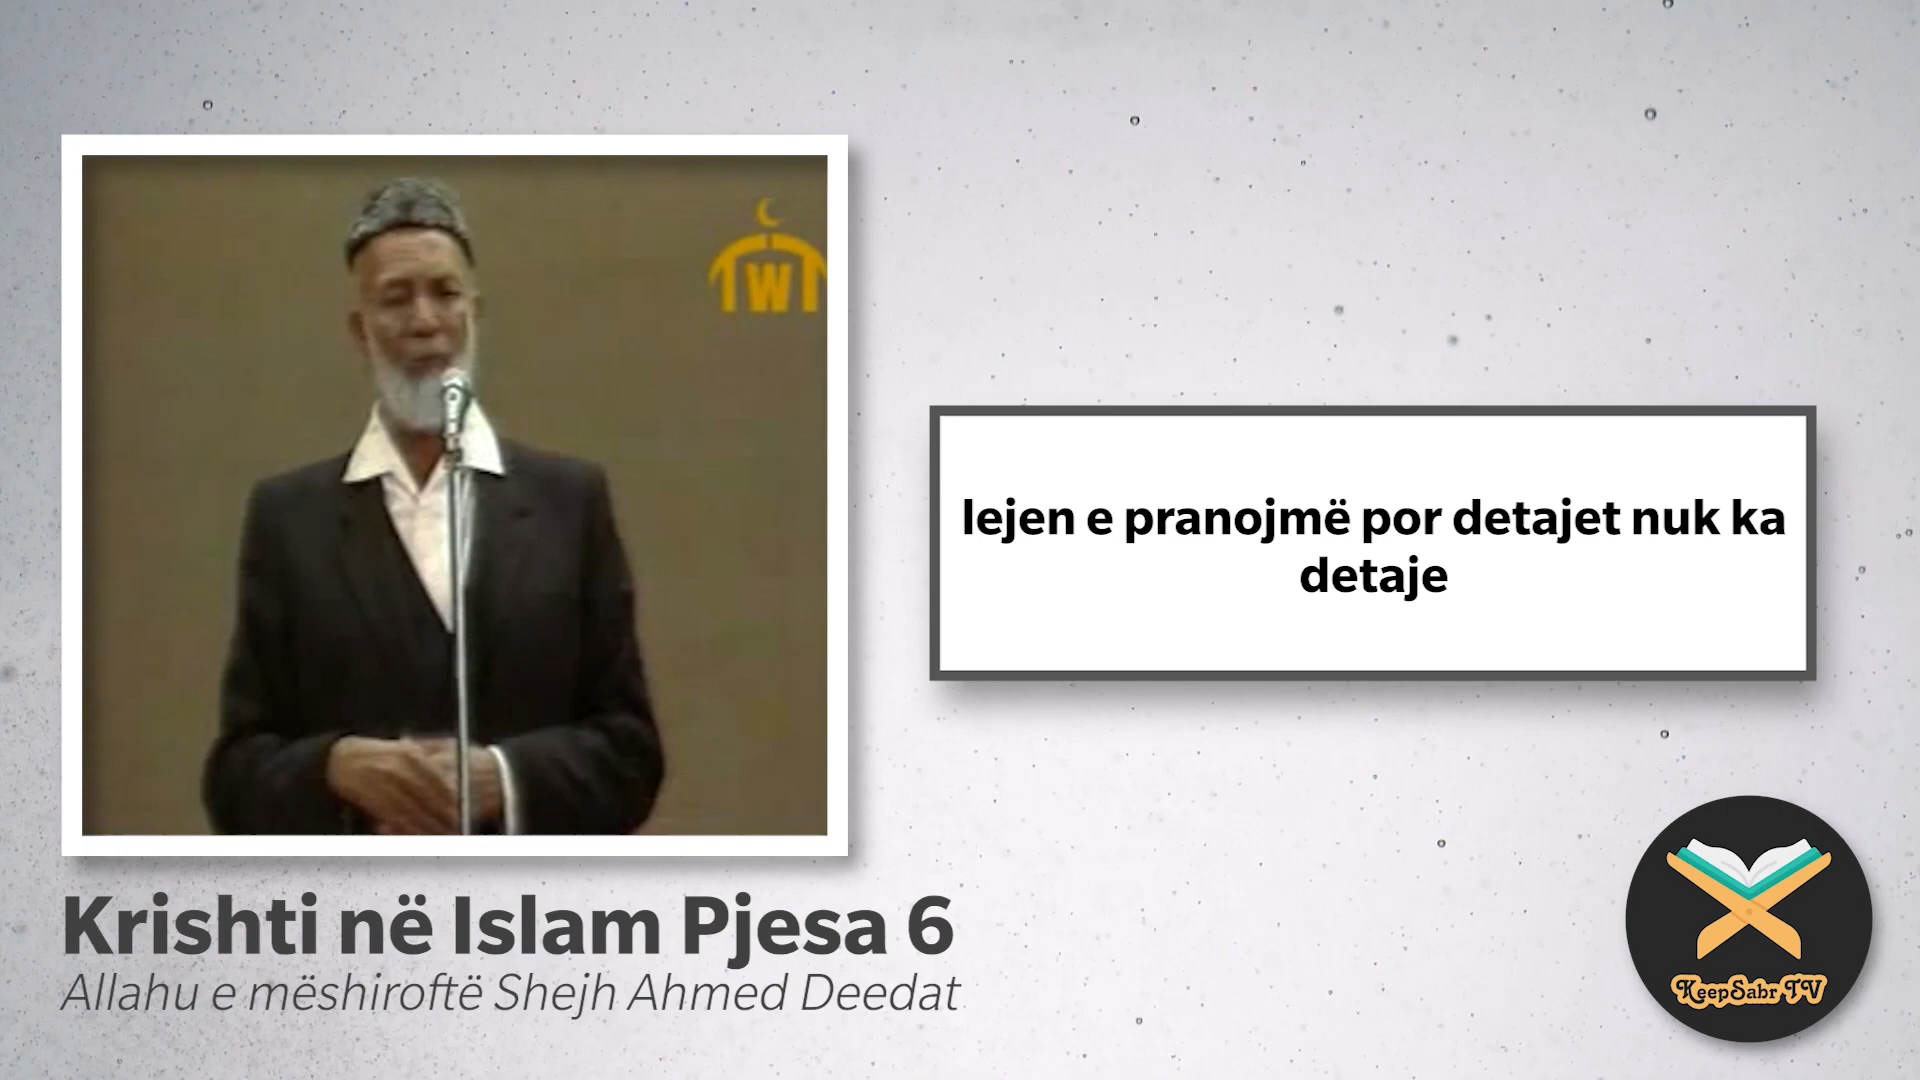 W
lejen e pranojmë por detajet nuk ka
detaje
Krishti në Islam Pjesa 6
Allahu e mëshiroftë Shejh Ahmed Deedat
KeepSabr TV